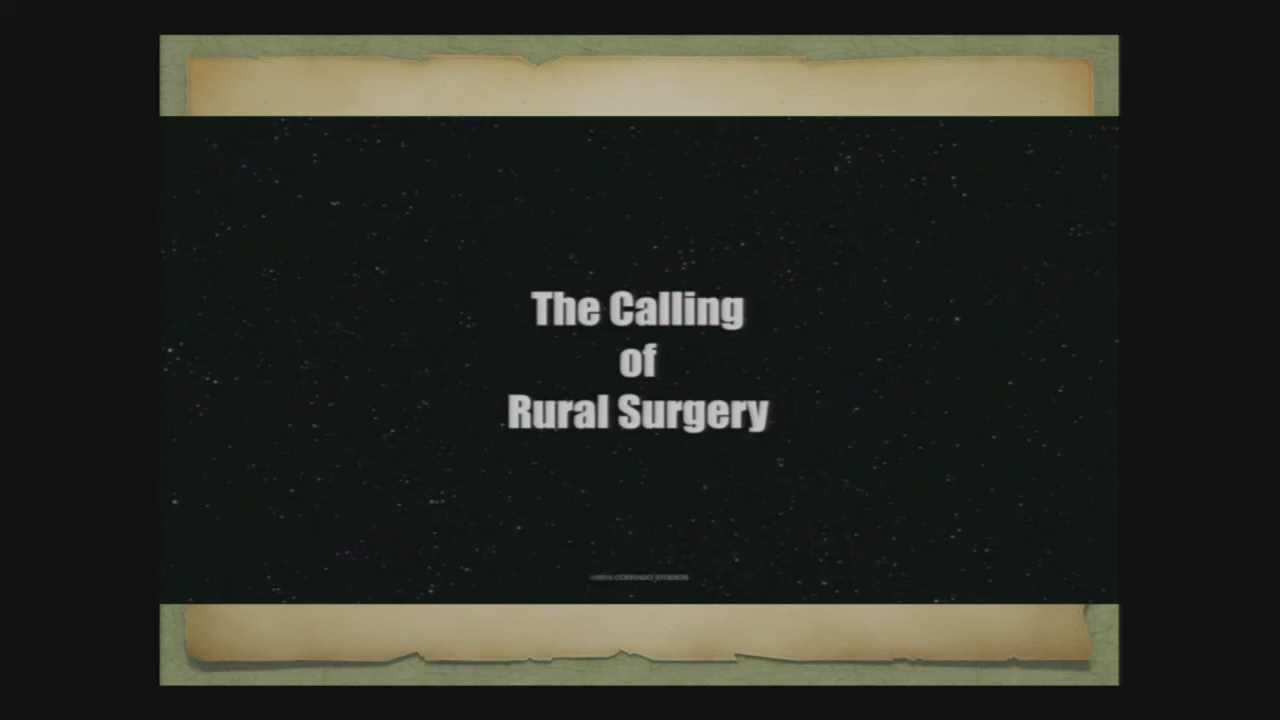 The Calling
of
Rural Surgery